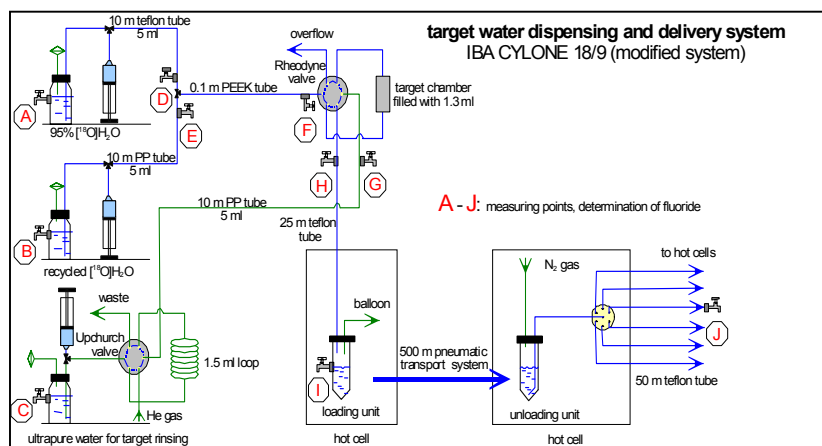 target water dispensing and delivery system
IBA CYLONE 18/9 (modified system)
10 m teflon tube
5 ml
overflow
Rheodyne
valve
target chamber
filled with 1.3 ml
0.1 m PEEK tube
A
D
E
F
95% [18O]H2O
10 m PP tube
5 ml
H
G
10 m PP tube
5 ml
A - J: measuring points, determination of fluoride
B
recycled [18O]H2O
25 m teflon
tube
N2 gas
to hot cells
waste
balloon
Upchurch
valve
1.5 ml loop
500 m pneumatic
transport system
J
I
C
50 m teflon tube
He gas
loading unit
unloading unit
ultrapure water for target rinsing
hot cell
hot cell